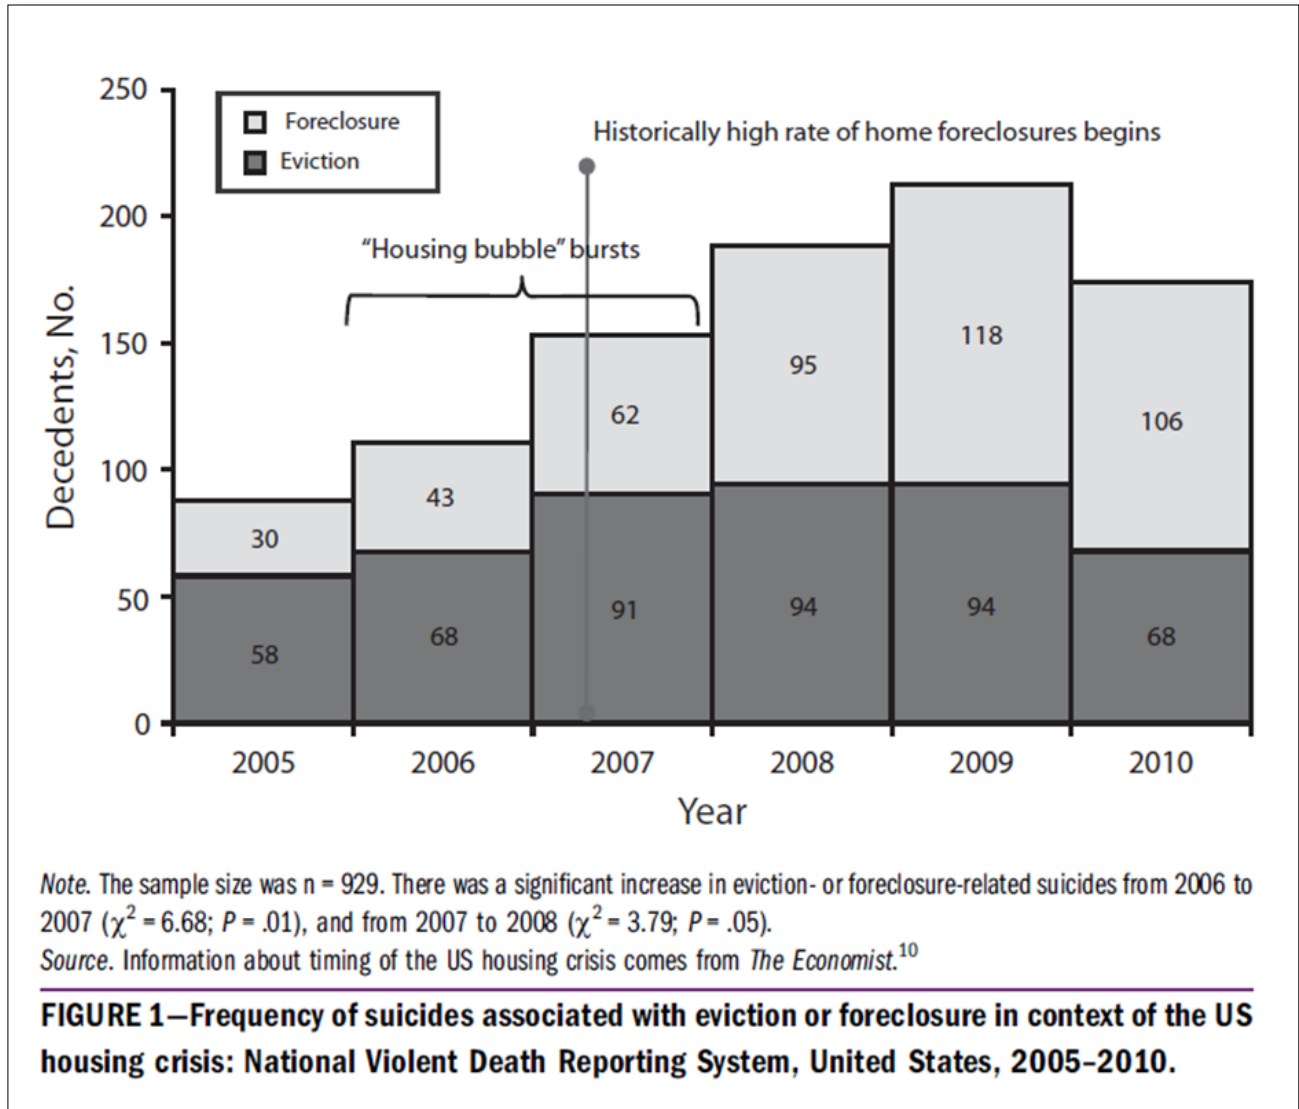 250
Foreclosure
Eviction
Historically high rate of home foreclosures begins
200
“Housing bubble” bursts
150
100
50
0
Decedents, No.
30
58
43
68
62
91
95
94
118
94
106
68
2005 2006 2007 2008 2009 2010
Year
Note. The sample size was n = 929. There was a significant increase in eviction- or foreclosure-related suicides from 2006 to
2007 (χ² = 6.68; P = .01), and from 2007 to 2008 (χ² = 3.79; P = .05).
Source. Information about timing of the US housing crisis comes from The Economist.¹⁰
FIGURE 1—Frequency of suicides associated with eviction or foreclosure in context of the US
housing crisis: National Violent Death Reporting System, United States, 2005–2010.